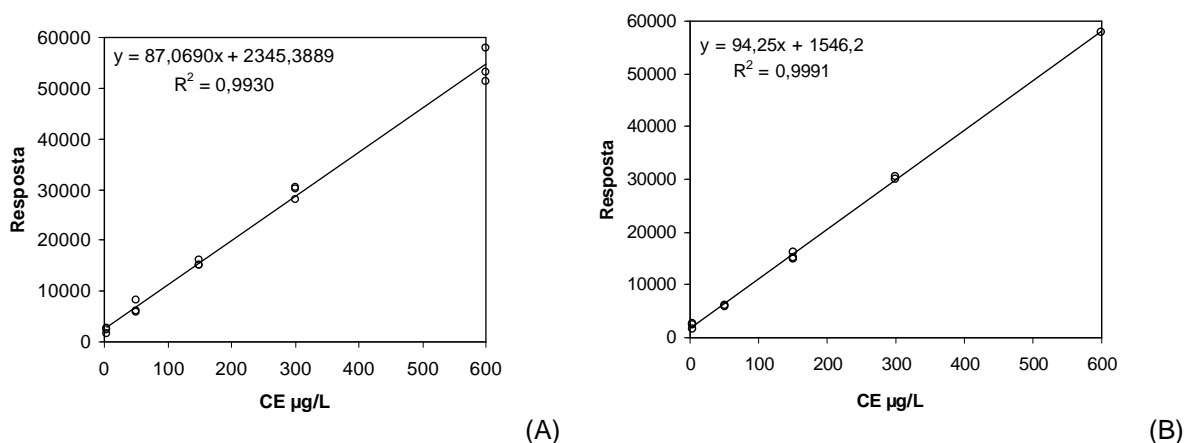 60000
50000
40000
30000
20000
10000
0
y = 87,0690x + 2345,3889
R² = 0,9930
Resposta
0 100 200 300 400 500 600
CE µg/L
(A)
60000
50000
40000
30000
20000
10000
0
y = 94,25x + 1546,2
R² = 0,9991
Resposta
0 100 200 300 400 500 600
CE µg/L
(B)